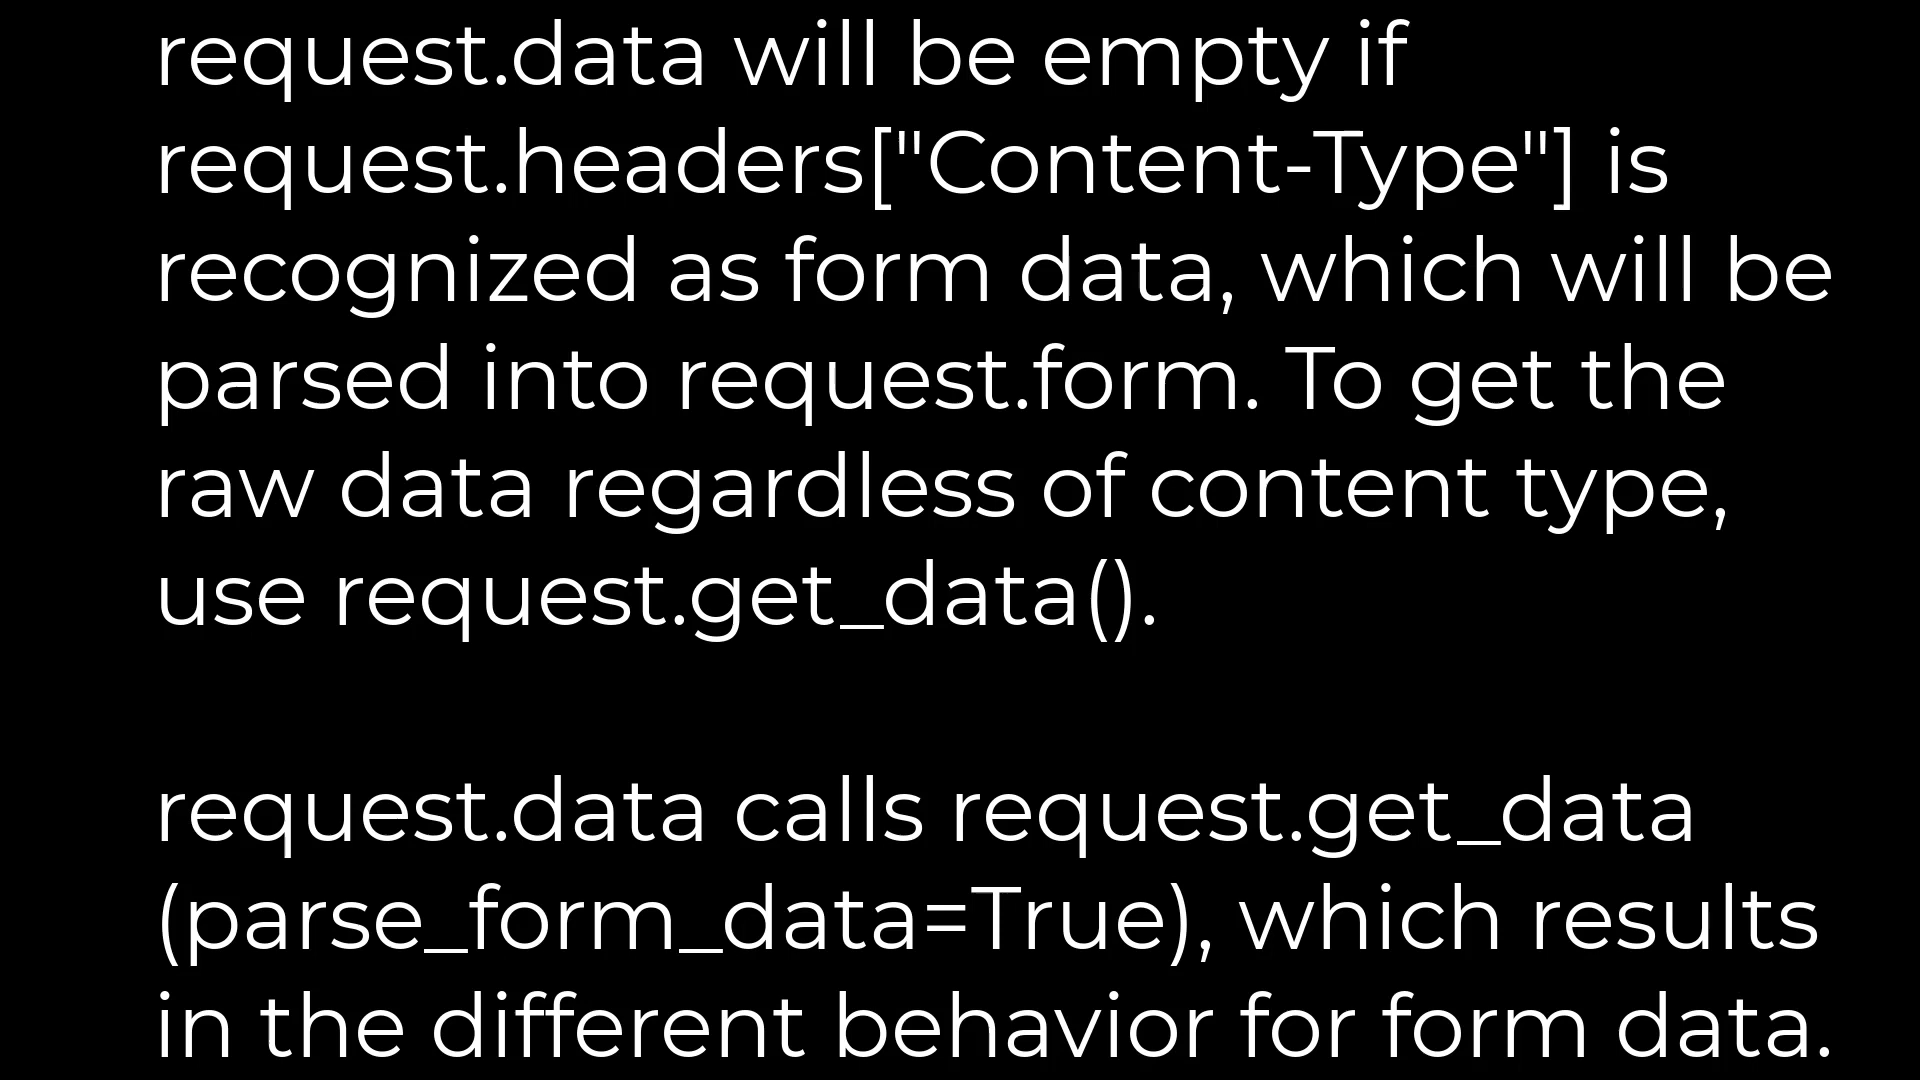 request.data will be empty if
request.headers["Content-Type"] is
recognized as form data, which will be
parsed into request.form. To get the
raw data regardless of content type,
use request.get_data().
request.data calls request.get_data
(parse_form_data=True), which results
in the different behavior for form data.